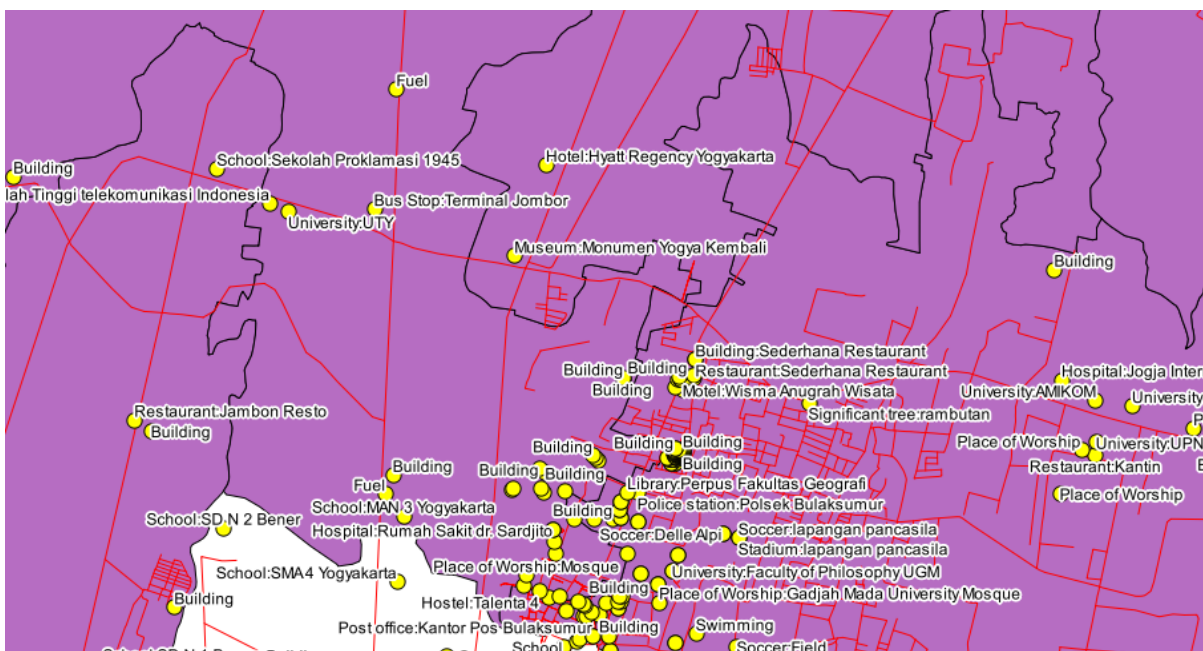 Fuel
School:Sekolah Proklamasi 1945
Hotel:Hyatt Regency Yogyakarta
Building
lah Tinggi telekomunikasi Indonesia
Bus Stop:Terminal Jombor
University:UTY
Museum:Monumen Yogya Kembali
Building
Building:Sederhana Restaurant
Building
Building
Restaurant:Sederhana Restaurant
Hospital:Jogja Inter
Building
Motel:Wisma Anugrah Wisata
University:AMIKOM
University
Restaurant:Jambon Resto
Significant tree:rambutan
P
Building
Building
Building
Building
Place of Worship
University:UPN
Building
Building
Building
Building
Restaurant:Kantin
B
Fuel
Library:Perpus Fakultas Geografi
Place of Worship
School:MAN 3 Yogyakarta
Police station:Polsek Bulaksumur
Building
School:SD N 2 Bener
Hospital:Rumah Sakit dr. Sardjito
Soccer:Delle Alpi
Soccer:lapangan pancasila
Stadium:lapangan pancasila
Place of Worship:Mosque
School:SMA4 Yogyakarta
University:Faculty of Philosophy UGM
Building
Building
Hostel:Talenta 4
Place of Worship:Gadjah Mada University Mosque
Post office:Kantor Pos Bulaksumur
Building
Swimming
School
Soccer:Field